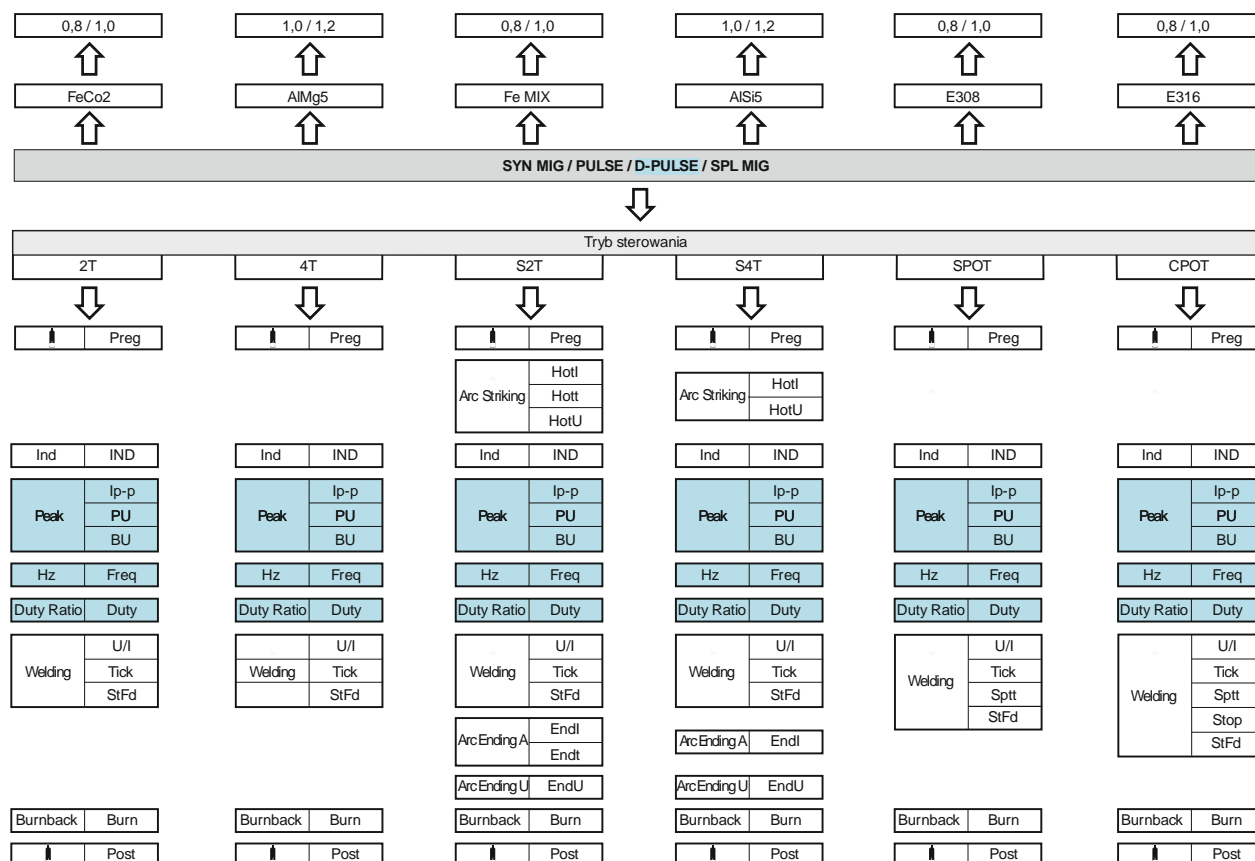 0,8 / 1,0 1,0 / 1,2 0,8 / 1,0 1,0 / 1,2 0,8 / 1,0 0,8 / 1,0
FeCo2 AlMg5 Fe MIX AlSi5 E308 E316
SYN MIG / PULSE / D-PULSE / SPL MIG
Tryb sterowania
2T 4T S2T S4T SPOT CPOT
Preg Preg Preg Preg Preg Preg
Arc Striking HotI Hott HotU Arc Striking HotI HotU
Ind IND Ind IND Ind IND Ind IND Ind IND Ind IND
Ip-p Ip-p Ip-p Ip-p Ip-p Ip-p
Peak PU Peak PU Peak PU Peak PU Peak PU Peak PU
BU BU BU BU BU BU
Hz Freq Hz Freq Hz Freq Hz Freq Hz Freq Hz Freq
Duty Ratio Duty Duty Ratio Duty Duty Ratio Duty Duty Ratio Duty Duty Ratio Duty Duty Ratio Duty
U/I U/I U/I U/I U/I U/I
Welding Tick Welding Tick Welding Tick Welding Tick Welding Tick Welding Tick
StFd StFd StFd StFd Sptt Sptt
StFd Stop
StFd
Arc Ending A EndI Endt Arc Ending A EndI
Arc Ending U EndU Arc Ending U EndU
Burnback Burn Burnback Burn Burnback Burn Burnback Burn Burnback Burn Burnback Burn
Post Post Post Post Post Post